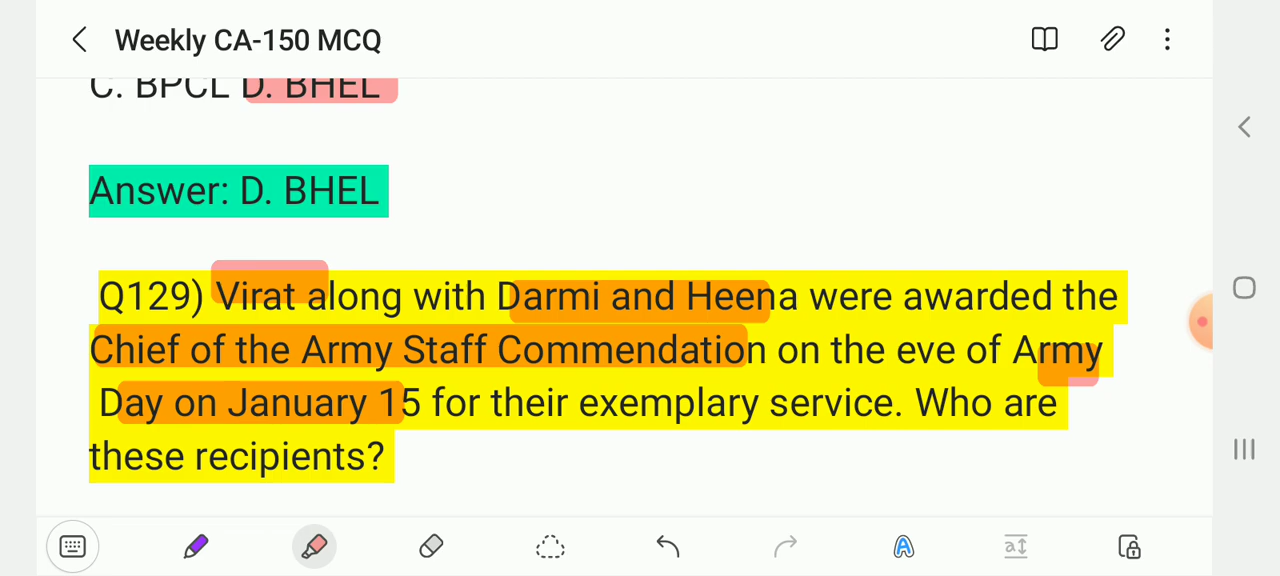 Weekly CA-150 MCQ
C. BPCL D. BHEL
Answer: D. BHEL
Q129) Virat along with Darmi and Heena were awarded the
Chief of the Army Staff Commendation on the eve of Army
Day on January 15 for their exemplary service. Who are
these recipients?